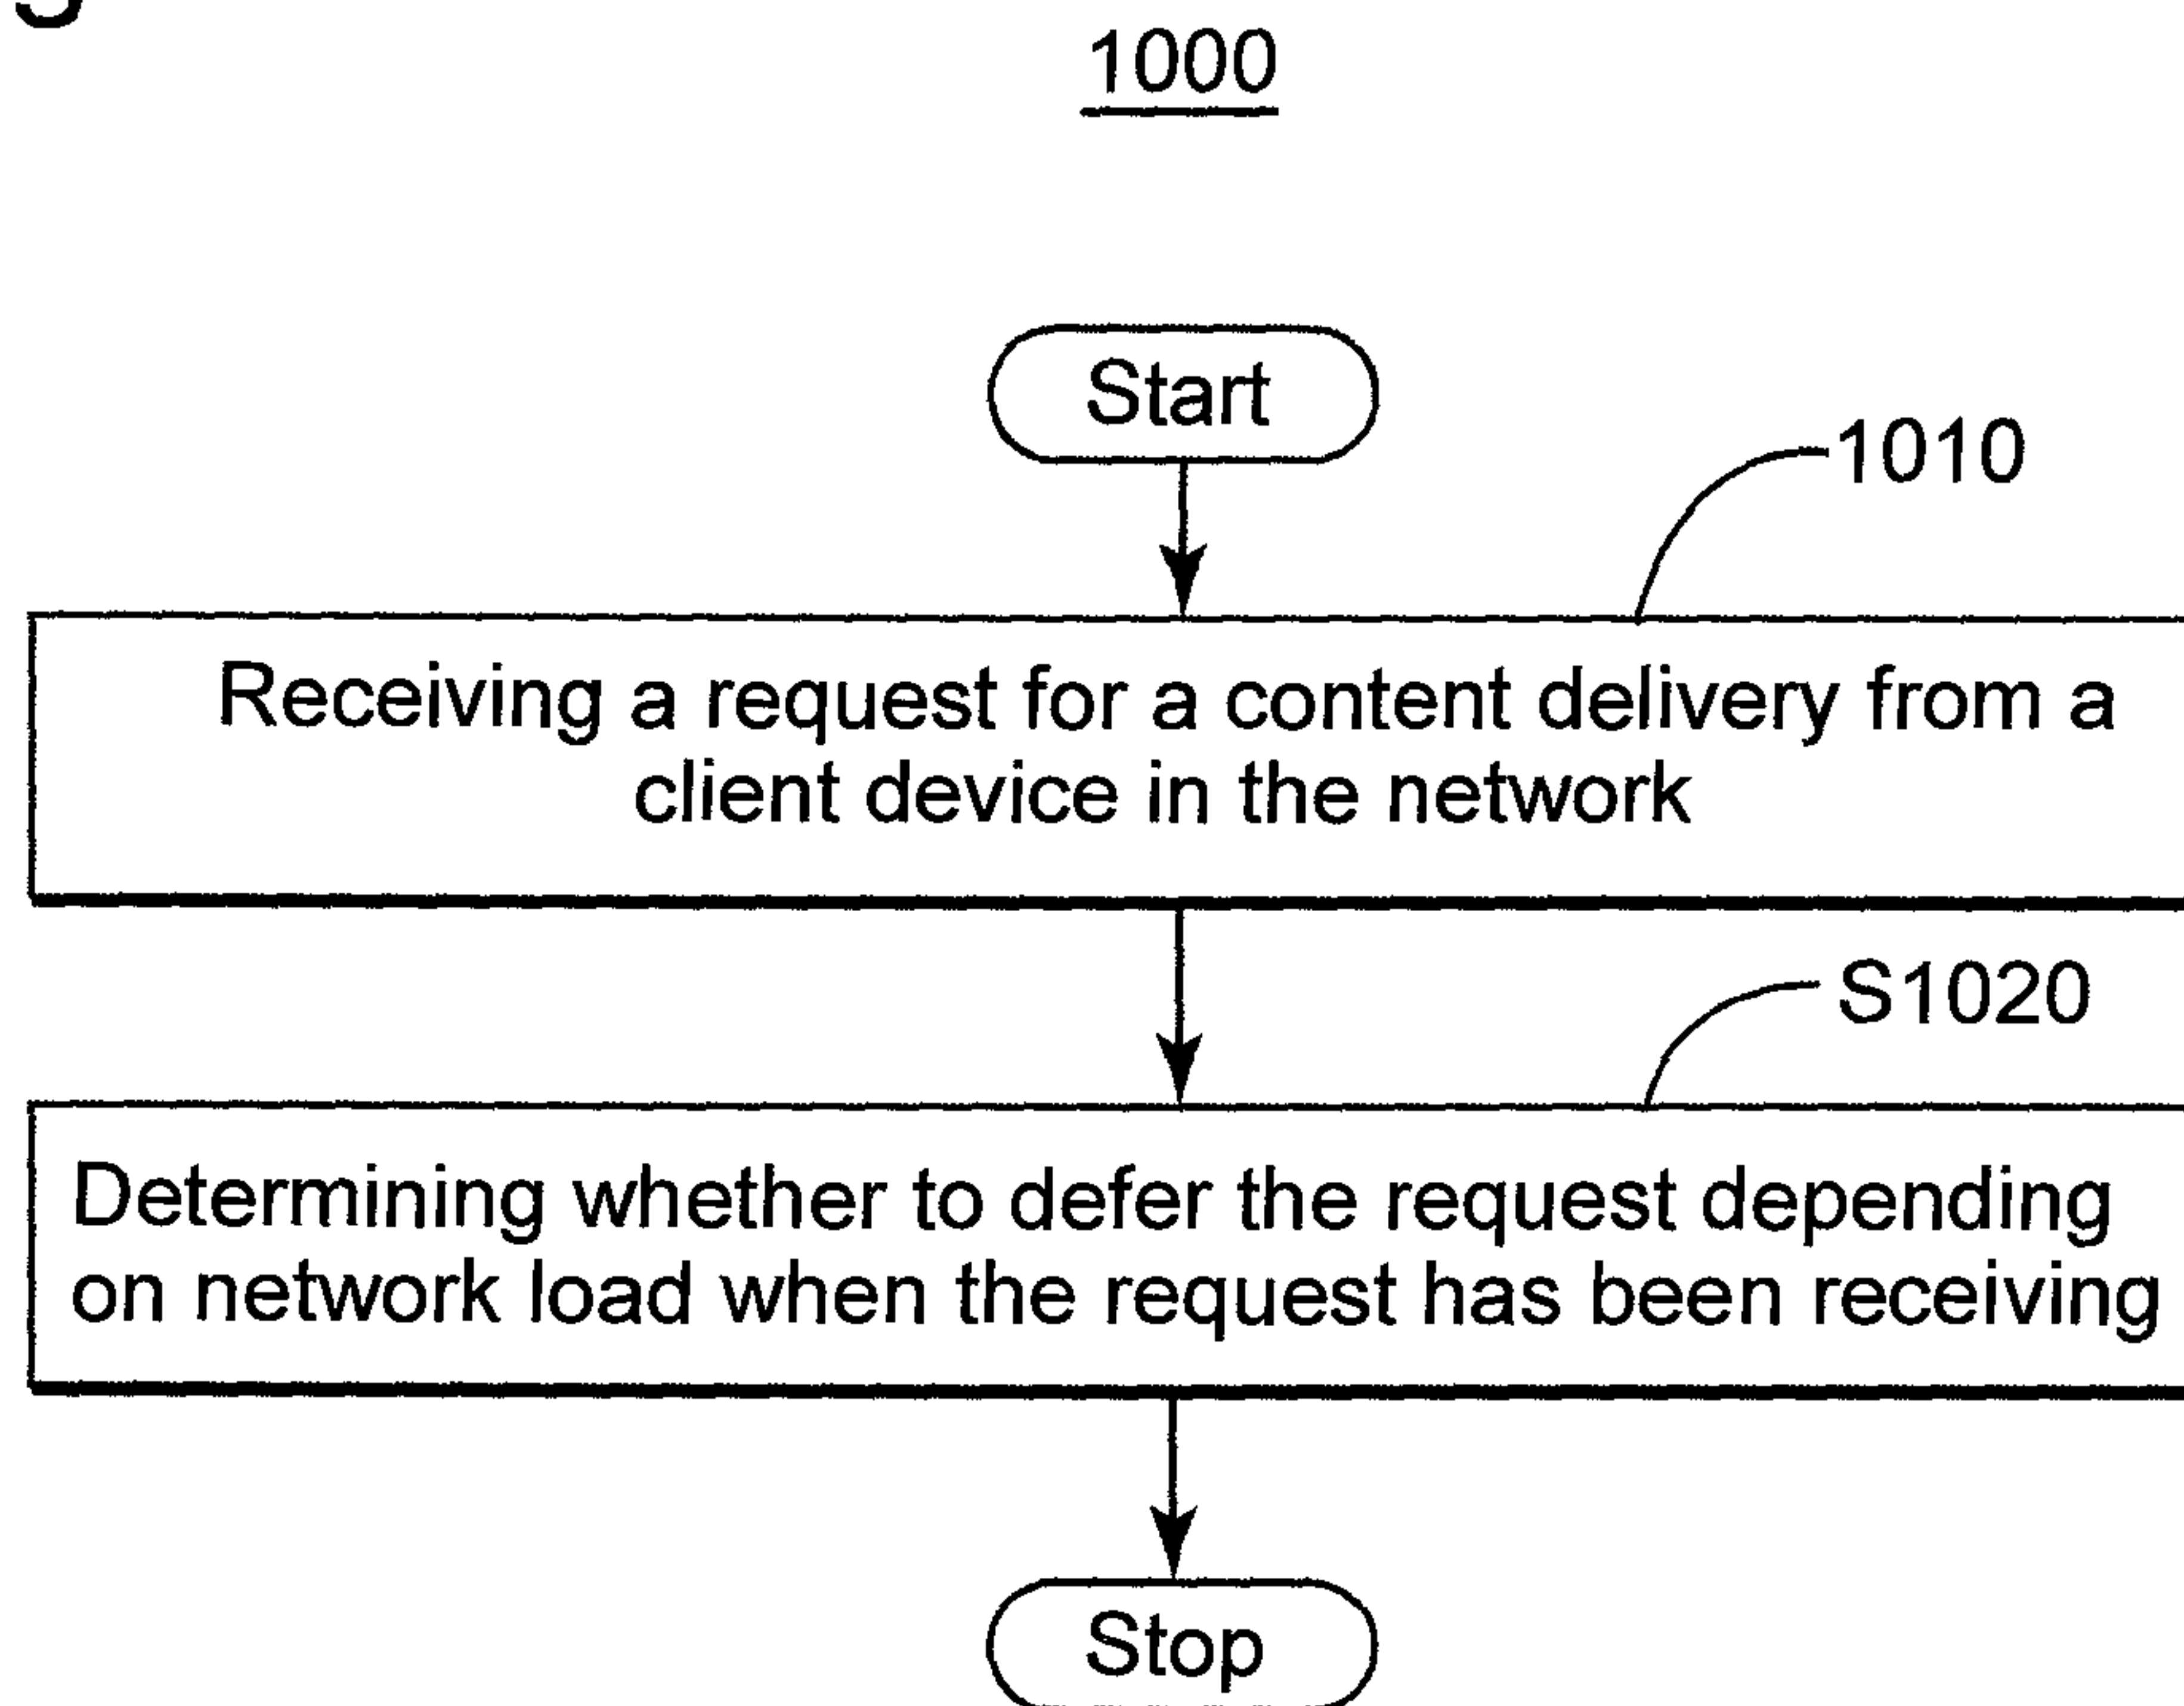 1000
Start
1010
Receiving a request for a content delivery from a
client device in the network
S1020
Determining whether to defer the request depending
on network load when the request has been receiving
Stop